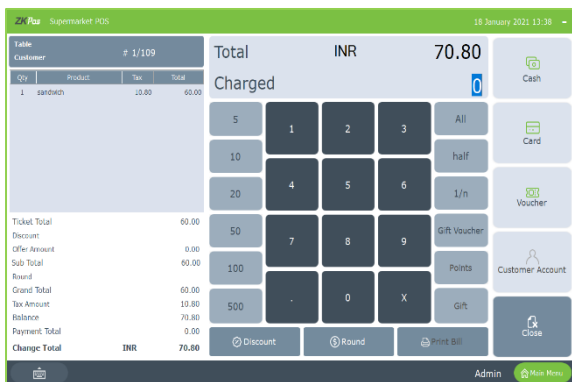 ZKPos Supermarket POS 18 January 2021 13:38
Table
Customer
# 1/109
Qty Product Tax Total
1 sandwich 10.80 60.00
Ticket Total 60.00
Discount
Offer Amount 0.00
Sub Total 60.00
Round
Grand Total 60.00
Tax Amount 10.80
Balance 70.80
Payment Total 0.00
Change Total INR 70.80
Total INR 70.80
Charged 0
5 1 2 3 All
10 half
20 4 5 6 1/n
50 7 8 9 Gift Voucher
100 Points
500 . 0 X Gift
Discount Round Print Bill
Cash
Card
Voucher
Customer Account
Close
Admin Main Menu